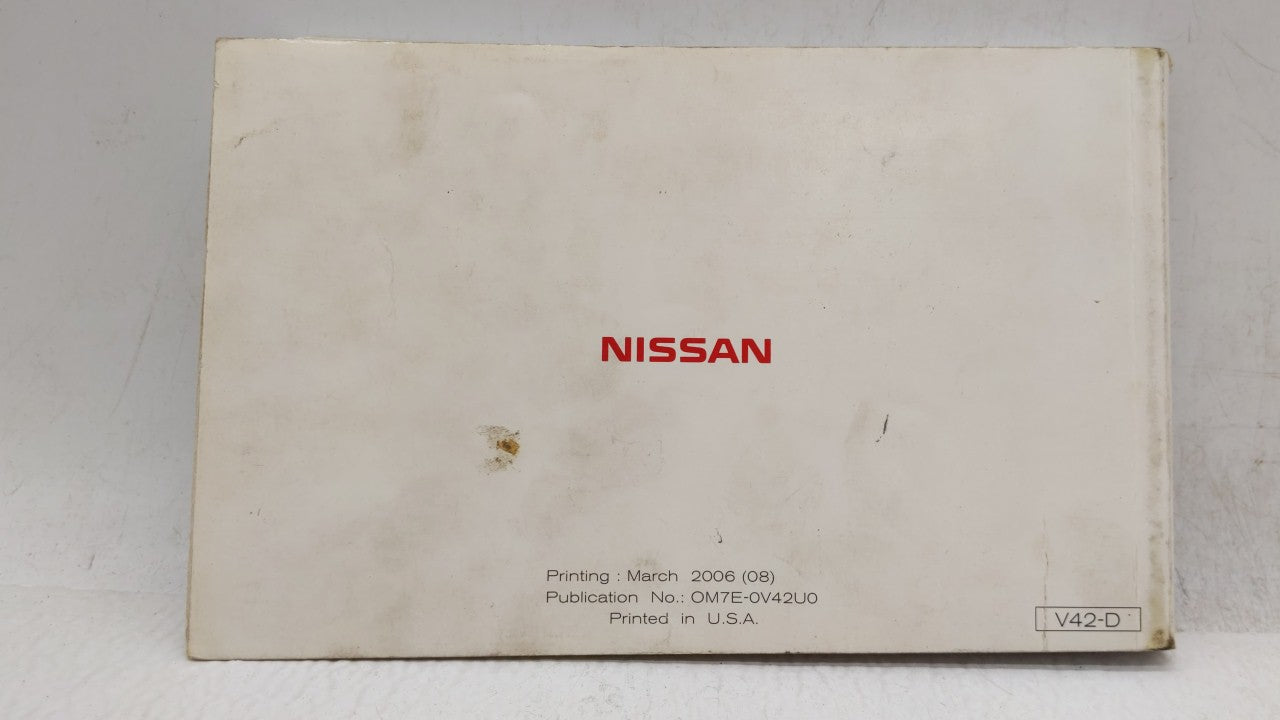 NISSAN
Printing : March 2006 (08)
Publication No.: OM7E-0V42U0
Printed in U.S.A.
V42-D